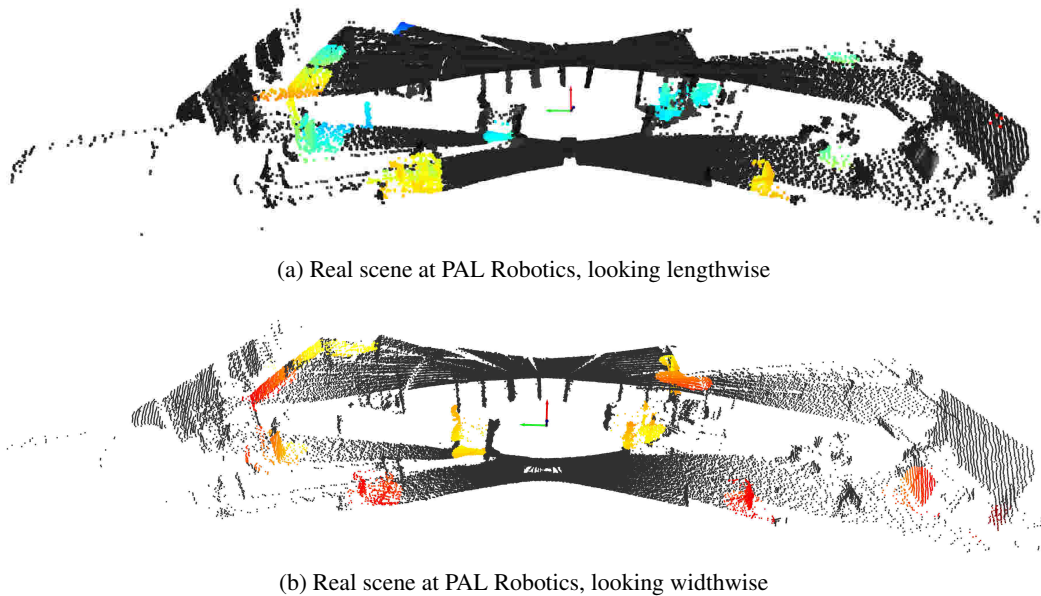 (a) Real scene at PAL Robotics, looking lengthwise
(b) Real scene at PAL Robotics, looking widthwise